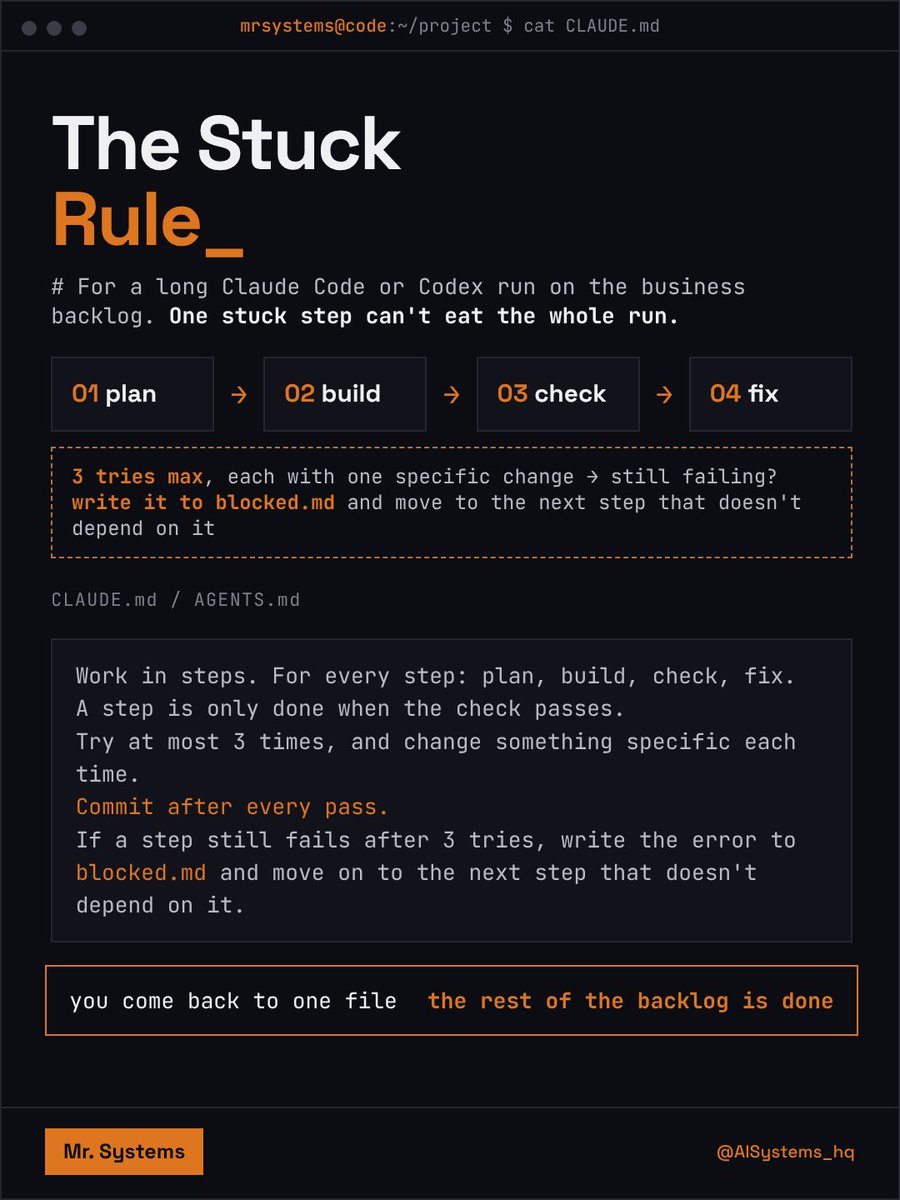 mrsystems@code:~/project $ cat CLAUDE.md
The Stuck
Rule_
# For a long Claude Code or Codex run on the business
backlog. One stuck step can't eat the whole run.
01 plan → 02 build → 03 check → 04 fix
3 tries max, each with one specific change → still failing?
write it to blocked.md and move to the next step that doesn't
depend on it
CLAUDE.md / AGENTS.md
Work in steps. For every step: plan, build, check, fix.
A step is only done when the check passes.
Try at most 3 times, and change something specific each
time.
Commit after every pass.
If a step still fails after 3 tries, write the error to
blocked.md and move on to the next step that doesn't
depend on it.
you come back to one file the rest of the backlog is done
Mr. Systems
@AISystems_hq